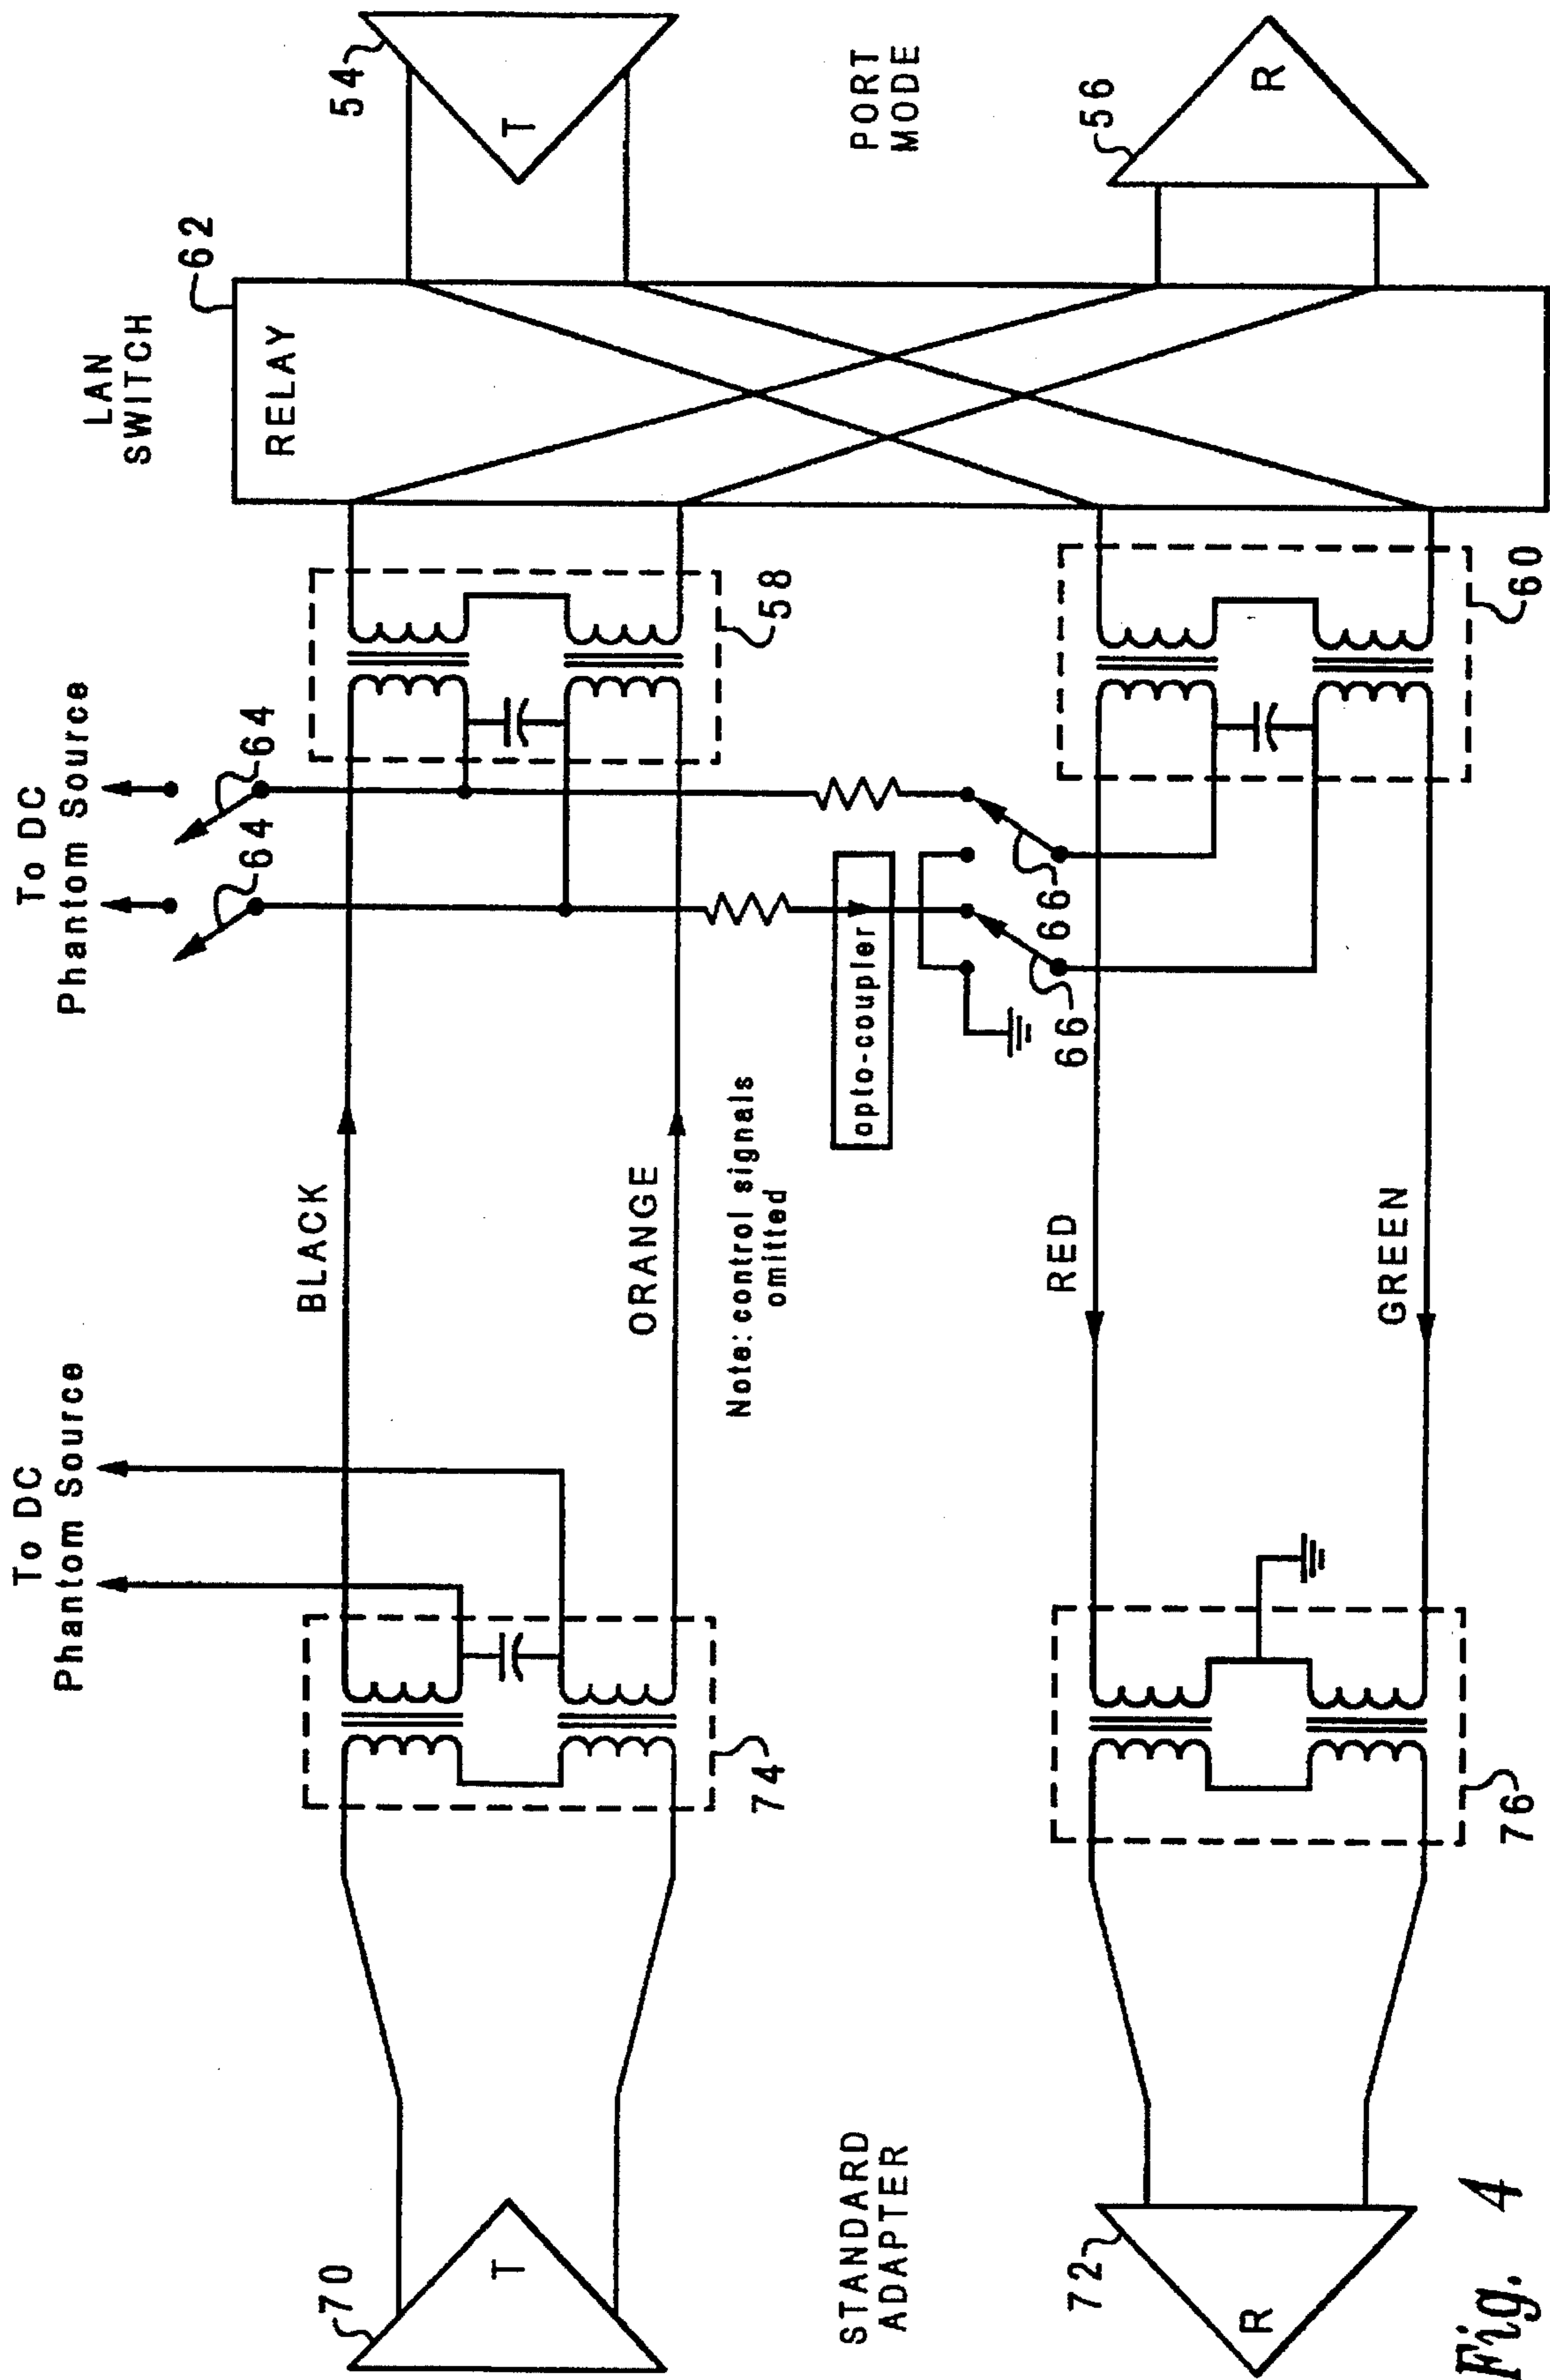 To DC
Phantom Source
To DC
Phantom Source
LAN
SWITCH
62
RELAY
64
64
58
54
T
PORT
MODE
56
R
BLACK
ORANGE
Note: control signals
omitted
opto-coupler
66
66
RED
GREEN
60
70
T
74
STANDARD
ADAPTER
72
R
76
Fig. 4